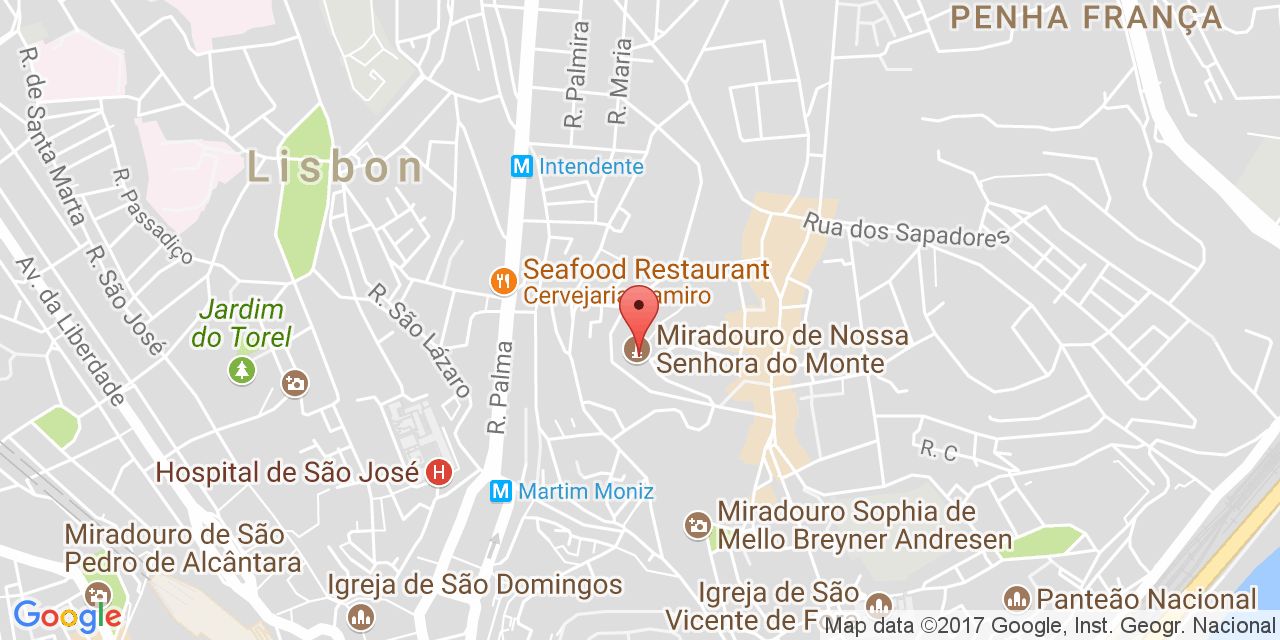 PENHA FRANÇA
R. Palmira
R. Maria
R. de Santa Marta
Lisbon
M Intendente
R. Passadiço
Rua dos Sapadores
R. São José
Av. da Liberdade
Seafood Restaurant
Cervejaria
Jardim
do Torel
R. São Lázaro
R. Palma
Miradouro de Nossa
Senhora do Monte
R. C
Hospital de São José H
M Martim Moniz
Miradouro Sophia de
Mello Breyner Andresen
Miradouro de São
Pedro de Alcântara
Igreja de São Domingos
Igreja de São
Vicente de
Panteão Nacional
Google
Map data ©2017 Google, Inst. Geogr. Nacional